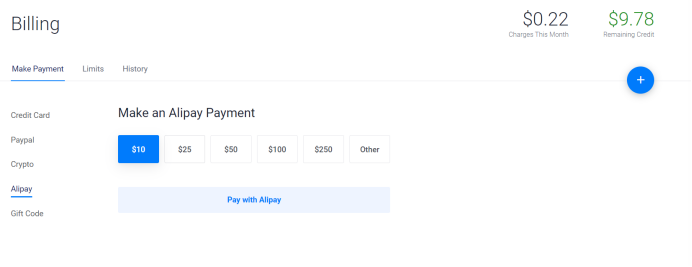 Billing
$0.22
Charges This Month
$9.78
Remaining Credit
Make Payment
Limits
History
+
Credit Card
Paypal
Crypto
Alipay
Gift Code
Make an Alipay Payment
$10
$25
$50
$100
$250
Other
Pay with Alipay